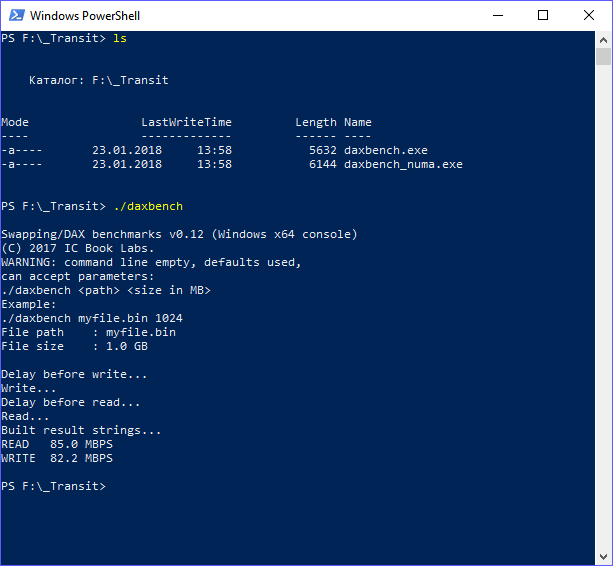 Windows PowerShell
PS F:\_Transit> ls
Каталог: F:\_Transit
Mode                LastWriteTime         Length Name
----                -------------         ------ ----
-a----       23.01.2018     13:58           5632 daxbench.exe
-a----       23.01.2018     13:58           6144 daxbench_numa.exe
PS F:\_Transit> ./daxbench
Swapping/DAX benchmarks v0.12 (Windows x64 console)
(C) 2017 IC Book Labs.
WARNING: command line empty, defaults used,
can accept parameters:
./daxbench <path> <size in MB>
Example:
./daxbench myfile.bin 1024
File path    : myfile.bin
File size    : 1.0 GB
Delay before write...
Write...
Delay before read...
Read...
Built result strings...
READ   85.0 MBPS
WRITE  82.2 MBPS
PS F:\_Transit>